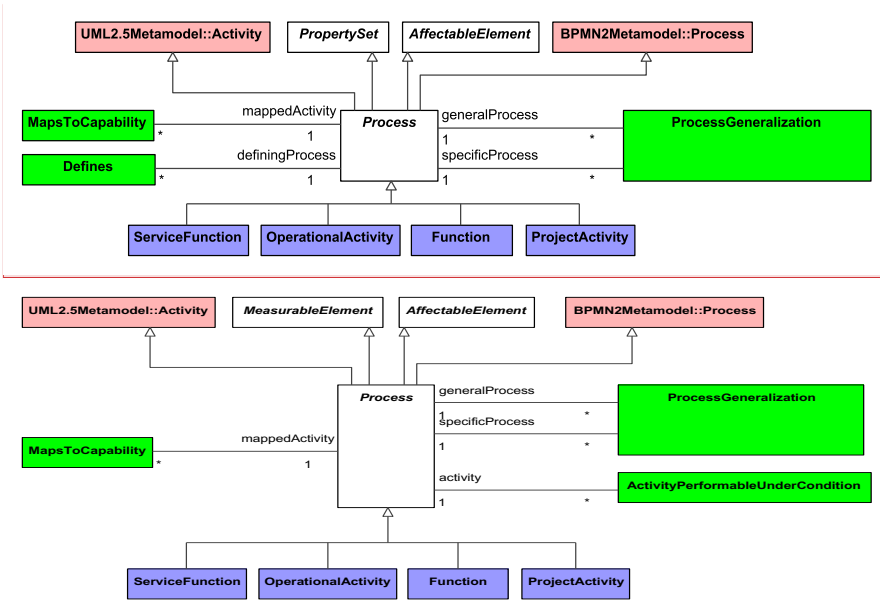 UML2.5Metamodel::Activity PropertySet AffectableElement BPMN2Metamodel::Process
MapsToCapability mappedActivity Process generalProcess ProcessGeneralization
* 1 1 *
Defines definingProcess specificProcess
* 1 1 *
ServiceFunction OperationalActivity Function ProjectActivity
UML2.5Metamodel::Activity MeasurableElement AffectableElement BPMN2Metamodel::Process
Process generalProcess ProcessGeneralization
1 *
specificProcess
MapsToCapability mappedActivity 1 *
* 1
activity ActivityPerformableUnderCondition
1 *
ServiceFunction OperationalActivity Function ProjectActivity